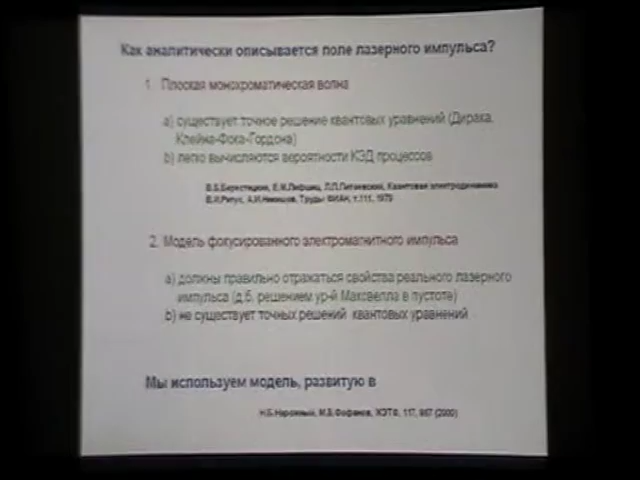 Как аналитически описывается поле лазерного импульса?
1. Плоская монохроматическая волна
a) существует точное решение квантовых уравнений (Дирака,
Клейна-Фока-Гордона)
b) легко вычисляются вероятности КЭД процессов
В.Б.Берестецкий, Е.М.Лифшиц, Л.П.Питаевский, Квантовая электродинамика
В.И.Ритус, А.И.Никишов, Труды ФИАН, т.111, 1979
2. Модель фокусированного электромагнитного импульса
a) должны правильно отражаться свойства реального лазерного
импульса (д.б. решением ур-й Максвелла в пустоте)
b) не существует точных решений квантовых уравнений
Мы используем модель, развитую в
Н.Б.Нарожный, М.В.Фофанов, ЖЭТФ, 117, 867 (2000)